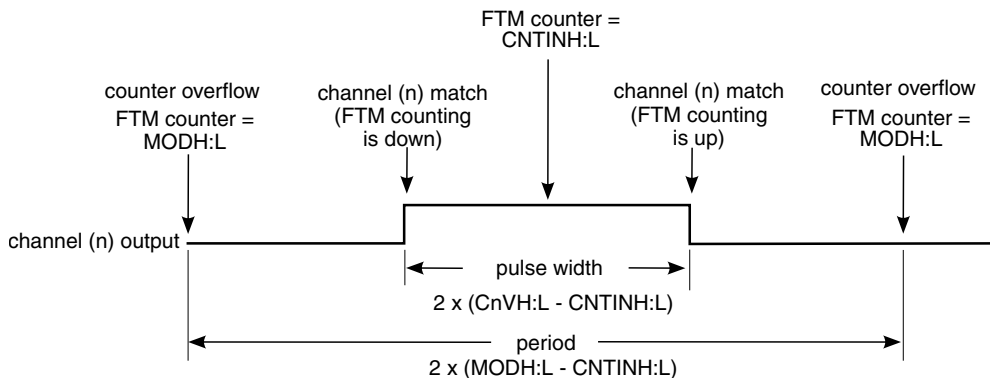 FTM counter =
CNTINH:L
counter overflow
FTM counter =
MODH:L
channel (n) match
(FTM counting
is down)
channel (n) match
(FTM counting
is up)
counter overflow
FTM counter =
MODH:L
channel (n) output
pulse width
2 x (CnVH:L - CNTINH:L)
period
2 x (MODH:L - CNTINH:L)